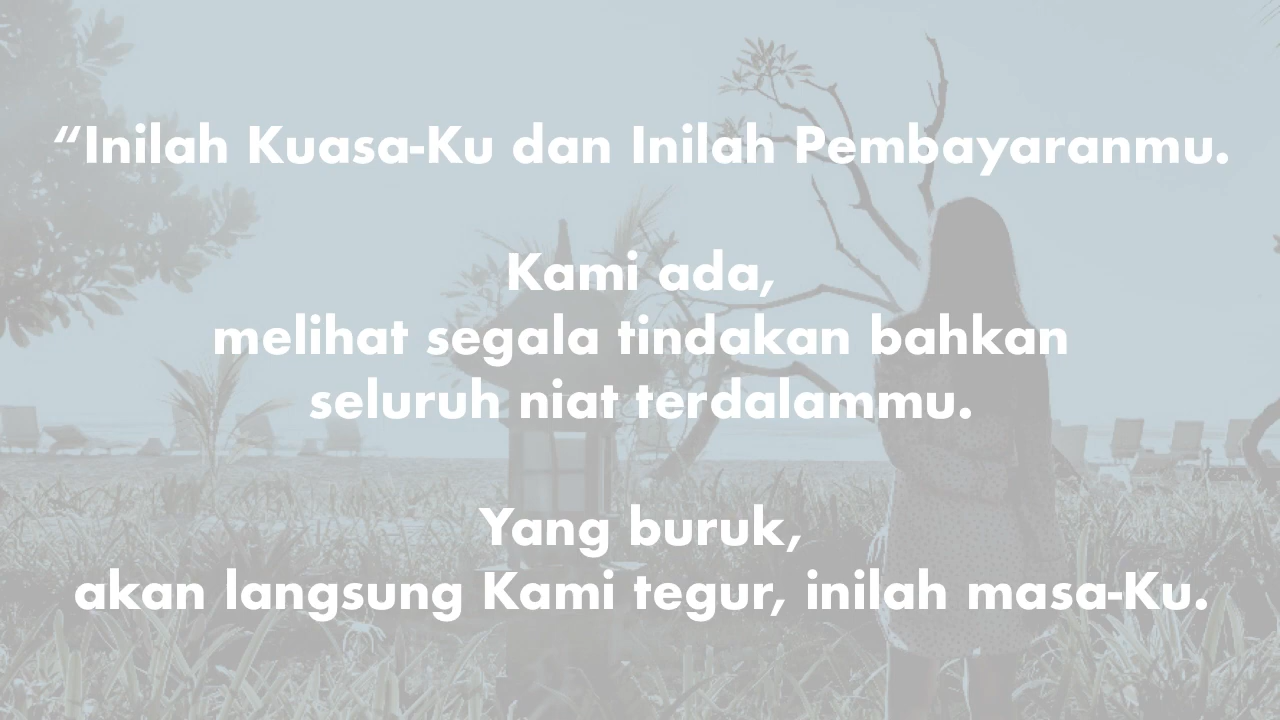 “Inilah Kuasa-Ku dan Inilah Pembayaranmu.
Kami ada,
melihat segala tindakan bahkan
seluruh niat terdalammu.
Yang buruk,
akan langsung Kami tegur, inilah masa-Ku.